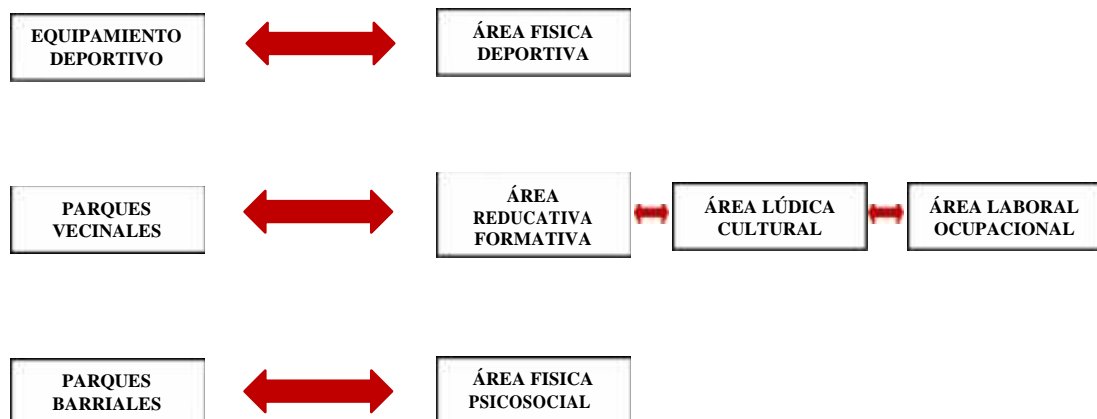 EQUIPAMIENTO
DEPORTIVO
ÁREA FISICA
DEPORTIVA
PARQUES
VECINALES
ÁREA
REDUCATIVA
FORMATIVA
ÁREA LÚDICA
CULTURAL
ÁREA LABORAL
OCUPACIONAL
PARQUES
BARRIALES
ÁREA FISICA
PSICOSOCIAL